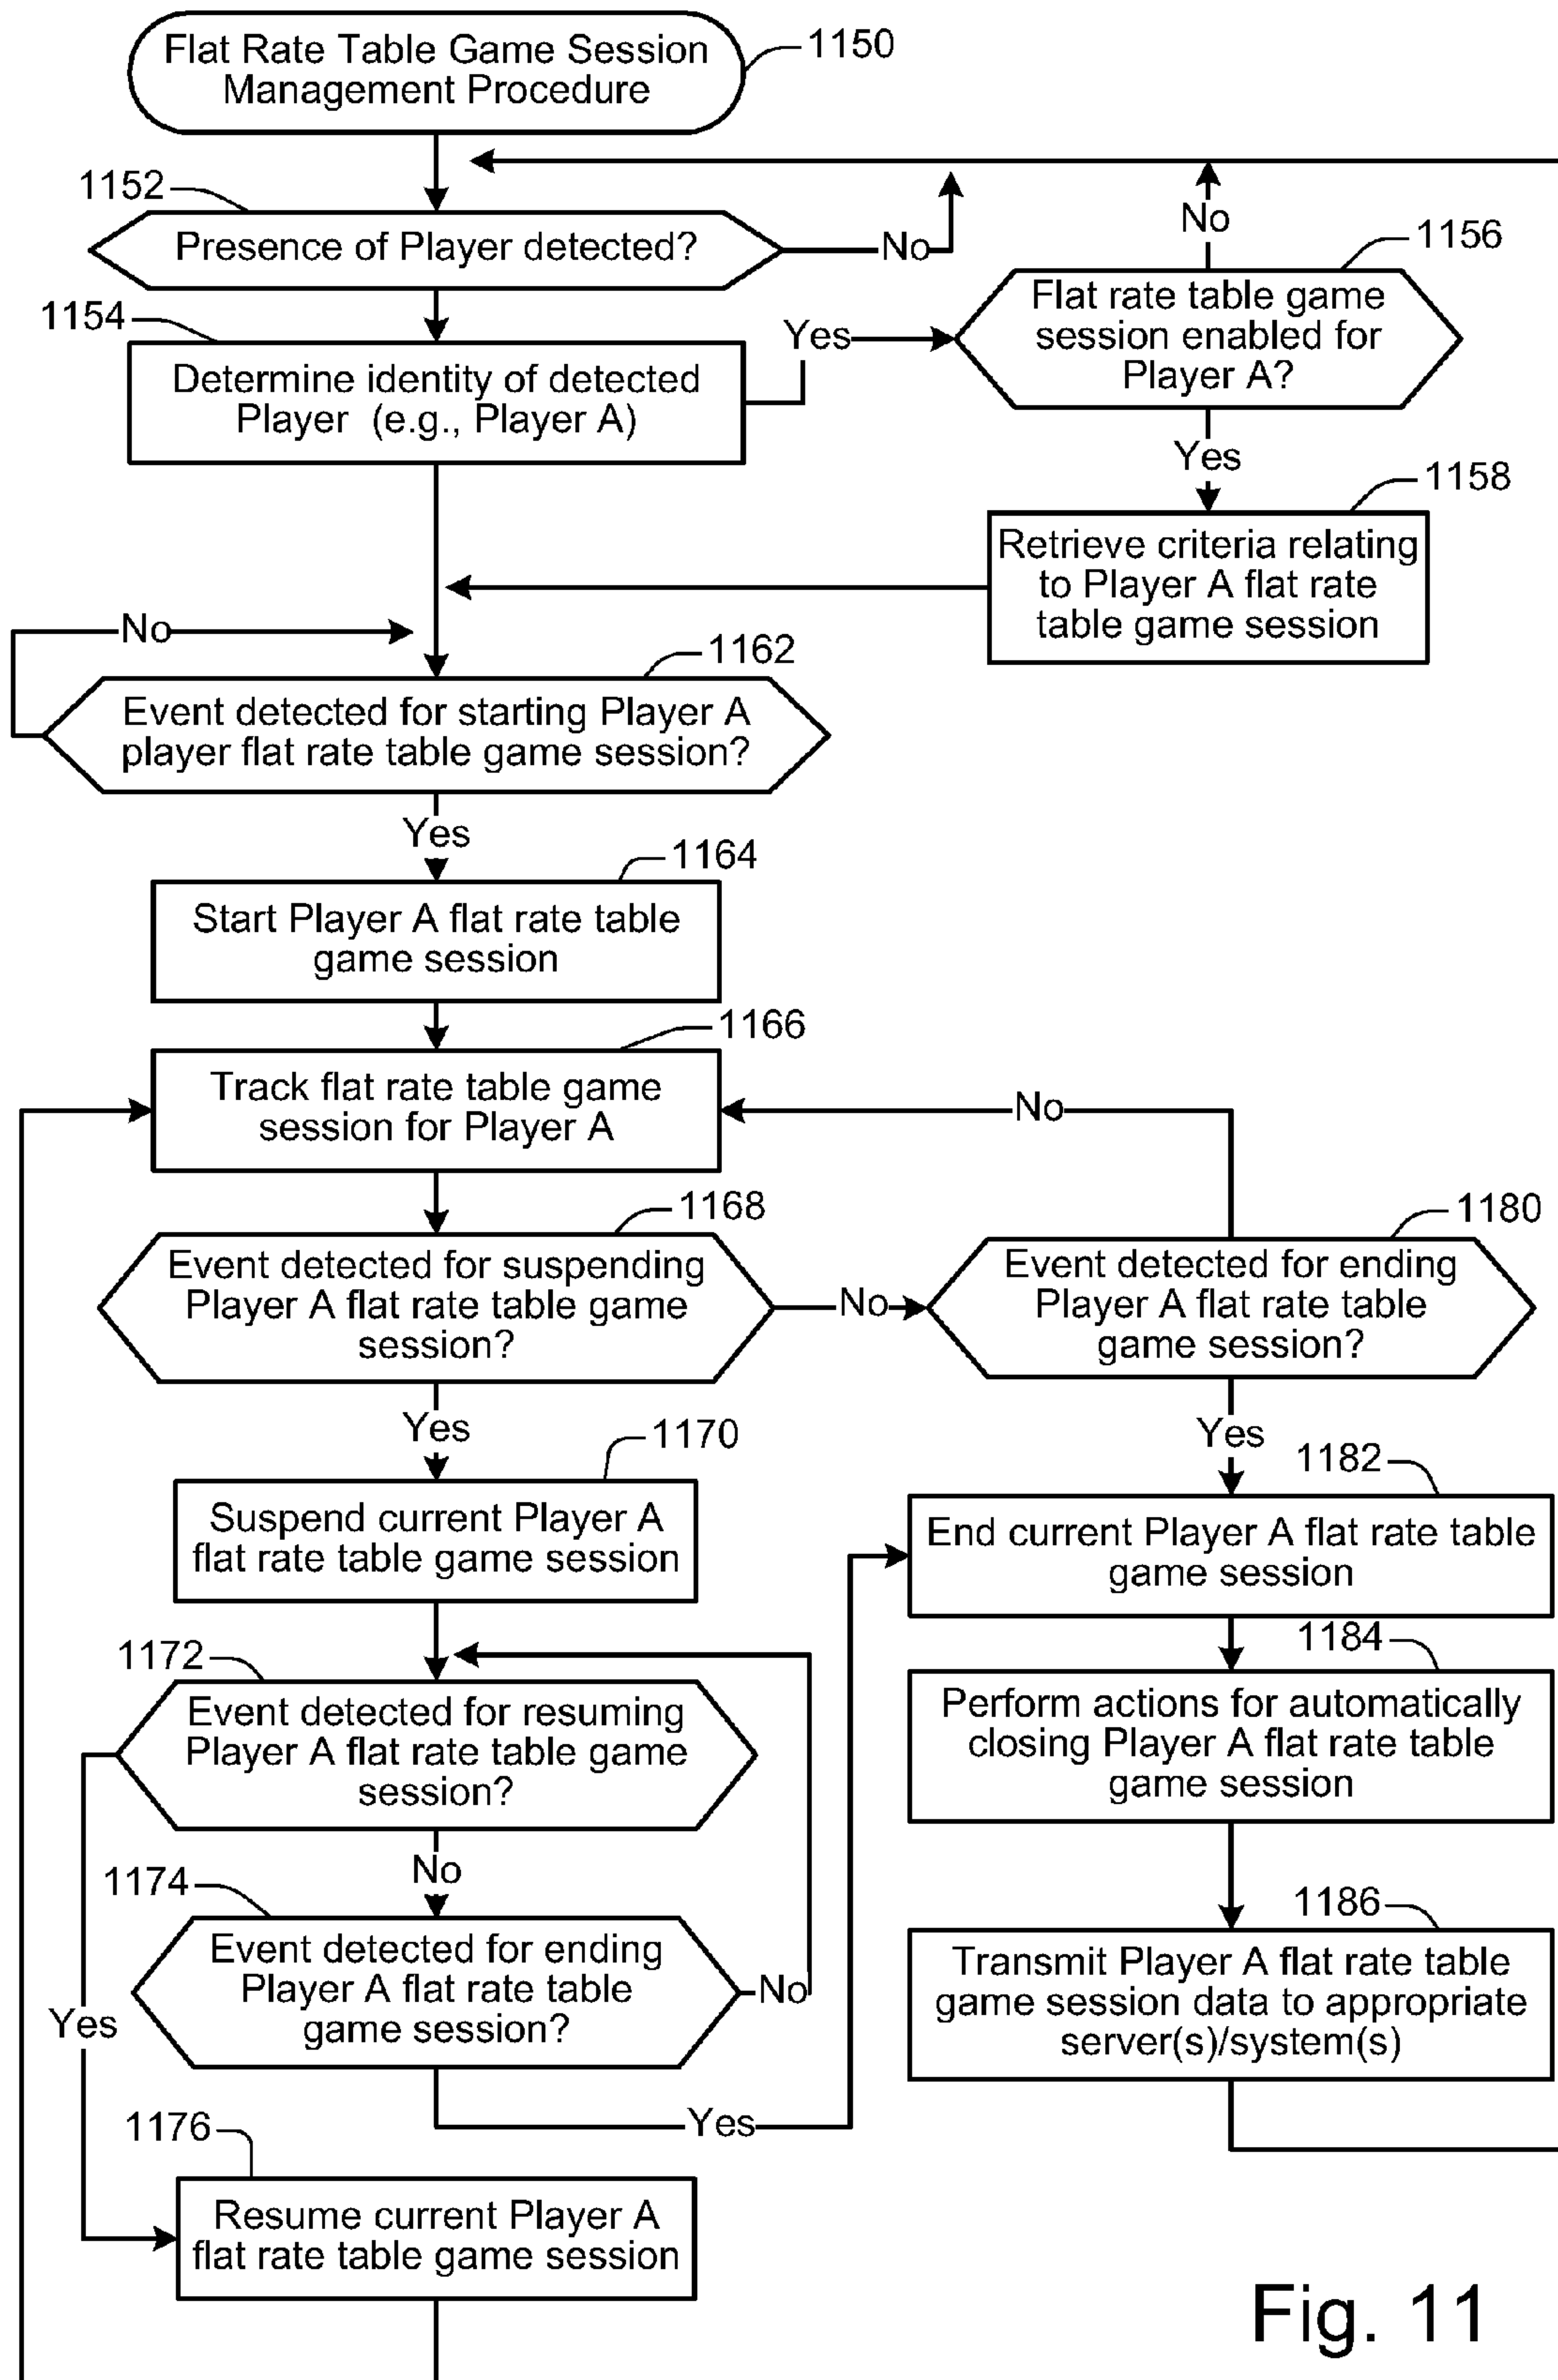 Flat Rate Table Game Session
Management Procedure
1150
1152
Presence of Player detected?
No
No
1156
Flat rate table game
session enabled for
Player A?
1154
Yes
Determine identity of detected
Player (e.g., Player A)
Yes
1158
Retrieve criteria relating
to Player A flat rate
table game session
No
1162
Event detected for starting Player A
player flat rate table game session?
Yes
1164
Start Player A flat rate table
game session
1166
Track flat rate table game
session for Player A
No
1168
Event detected for suspending
Player A flat rate table game
session?
No
1180
Event detected for ending
Player A flat rate table
game session?
Yes
Yes
1170
Suspend current Player A
flat rate table game session
1182
End current Player A flat rate table
game session
1172
Event detected for resuming
Player A flat rate table game
session?
1184
Perform actions for automatically
closing Player A flat rate table
game session
No
1174
Event detected for ending
Player A flat rate table
game session?
No
Yes
1186
Transmit Player A flat rate table
game session data to appropriate
server(s)/system(s)
Yes
1176
Resume current Player A
flat rate table game session
Fig. 11